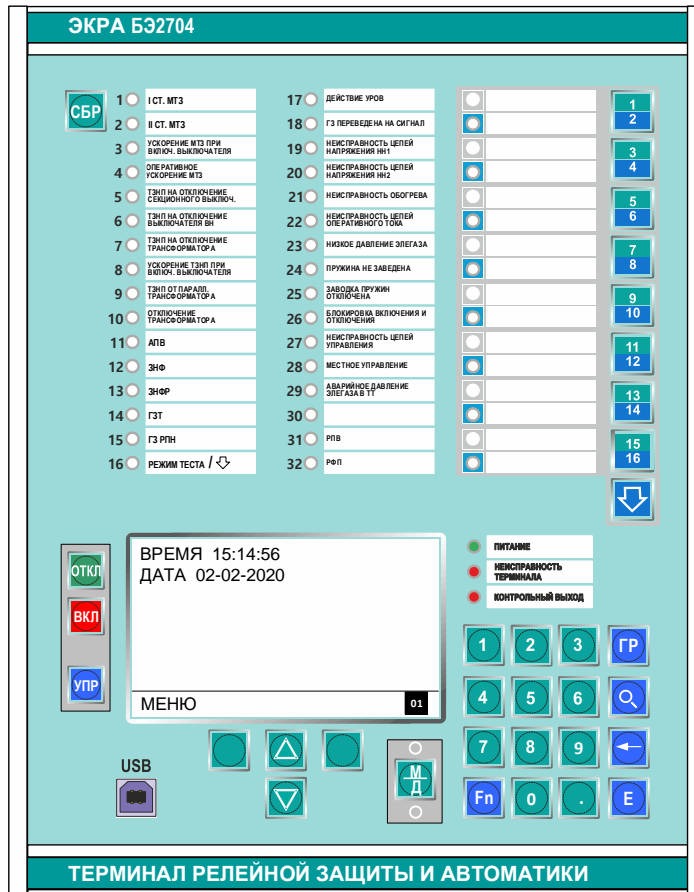 ЭКРА БЭ2704
СБР
1 I СТ. МТЗ
2 II СТ. МТЗ
3 УСКОРЕНИЕ МТЗ ПРИ
ВКЛЮЧ. ВЫКЛЮЧАТЕЛЯ
4 ОПЕРАТИВНОЕ
УСКОРЕНИЕ МТЗ
5 ТЗНП НА ОТКЛЮЧЕНИЕ
СЕКЦИОННОГО ВЫКЛЮЧ.
6 ТЗНП НА ОТКЛЮЧЕНИЕ
ВЫКЛЮЧАТЕЛЯ ВН
7 ТЗНП НА ОТКЛЮЧЕНИЕ
ТРАНСФОРМАТОРА
8 УСКОРЕНИЕ ТЗНП ПРИ
ВКЛЮЧ. ВЫКЛЮЧАТЕЛЯ
9 ТЗНП ОТ ПАРАЛЛ.
ТРАНСФОРМАТОРА
10 ОТКЛЮЧЕНИЕ
ТРАНСФОРМАТОРА
11 АПВ
12 ЗНФ
13 ЗНФР
14 ГЗТ
15 ГЗ РПН
16 РЕЖИМ ТЕСТА /
17 ДЕЙСТВИЕ УРОВ
18 ГЗ ПЕРЕВЕДЕНА НА СИГНАЛ
19 НЕИСПРАВНОСТЬ ЦЕПЕЙ
НАПРЯЖЕНИЯ НН1
20 НЕИСПРАВНОСТЬ ЦЕПЕЙ
НАПРЯЖЕНИЯ НН2
21 НЕИСПРАВНОСТЬ ОБОГРЕВА
22 НЕИСПРАВНОСТЬ ЦЕПЕЙ
ОПЕРАТИВНОГО ТОКА
23 НИЗКОЕ ДАВЛЕНИЕ ЭЛЕГАЗА
24 ПРУЖИНА НЕ ЗАВЕДЕНА
25 ЗАВОДКА ПРУЖИН
ОТКЛЮЧЕНА
26 БЛОКИРОВКА ВКЛЮЧЕНИЯ И
ОТКЛЮЧЕНИЯ
27 НЕИСПРАВНОСТЬ ЦЕПЕЙ
УПРАВЛЕНИЯ
28 МЕСТНОЕ УПРАВЛЕНИЕ
29 АВАРИЙНОЕ ДАВЛЕНИЕ
ЭЛЕГАЗА В ТТ
30
31 РПВ
32 РФП
1
2
3
4
5
6
7
8
9
10
11
12
13
14
15
16
ОТКЛ
ВКЛ
УПР
ВРЕМЯ 15:14:56
ДАТА 02-02-2020
МЕНЮ 01
ПИТАНИЕ
НЕИСПРАВНОСТЬ
ТЕРМИНАЛА
КОНТРОЛЬНЫЙ ВЫХОД
USB
М
Д
1 2 3 ГР
4 5 6
7 8 9
Fn 0 . E
ТЕРМИНАЛ РЕЛЕЙНОЙ ЗАЩИТЫ И АВТОМАТИКИ